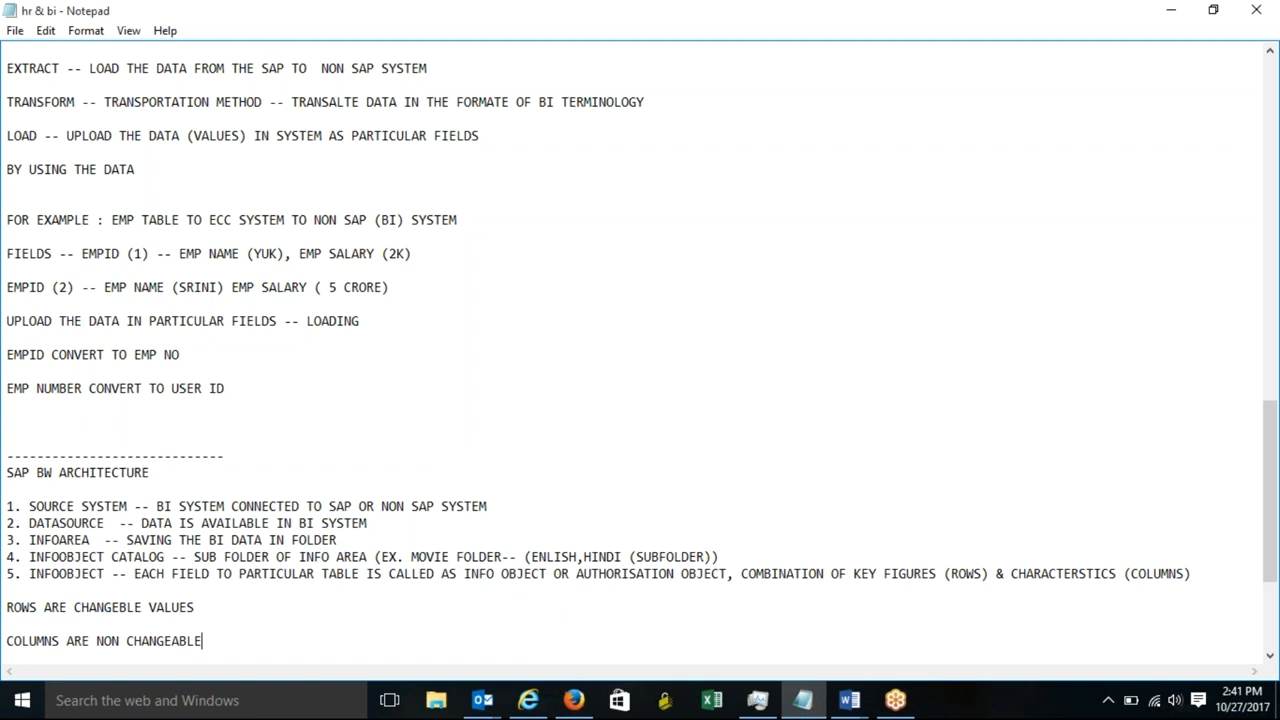 hr & bi - Notepad
File Edit Format View Help
EXTRACT -- LOAD THE DATA FROM THE SAP TO  NON SAP SYSTEM
TRANSFORM -- TRANSPORTATION METHOD -- TRANSALTE DATA IN THE FORMATE OF BI TERMINOLOGY
LOAD -- UPLOAD THE DATA (VALUES) IN SYSTEM AS PARTICULAR FIELDS
BY USING THE DATA
FOR EXAMPLE : EMP TABLE TO ECC SYSTEM TO NON SAP (BI) SYSTEM
FIELDS -- EMPID (1) -- EMP NAME (YUK), EMP SALARY (2K)
EMPID (2) -- EMP NAME (SRINI) EMP SALARY ( 5 CRORE)
UPLOAD THE DATA IN PARTICULAR FIELDS -- LOADING
EMPID CONVERT TO EMP NO
EMP NUMBER CONVERT TO USER ID
-----------------------------
SAP BW ARCHITECTURE
1. SOURCE SYSTEM -- BI SYSTEM CONNECTED TO SAP OR NON SAP SYSTEM
2. DATASOURCE  -- DATA IS AVAILABLE IN BI SYSTEM
3. INFOAREA  -- SAVING THE BI DATA IN FOLDER
4. INFOOBJECT CATALOG -- SUB FOLDER OF INFO AREA (EX. MOVIE FOLDER-- (ENLISH,HINDI (SUBFOLDER))
5. INFOOBJECT -- EACH FIELD TO PARTICULAR TABLE IS CALLED AS INFO OBJECT OR AUTHORISATION OBJECT, COMBINATION OF KEY FIGURES (ROWS) & CHARACTERSTICS (COLUMNS)
ROWS ARE CHANGEBLE VALUES
COLUMNS ARE NON CHANGEABLE
Search the web and Windows
2:41 PM
10/27/2017